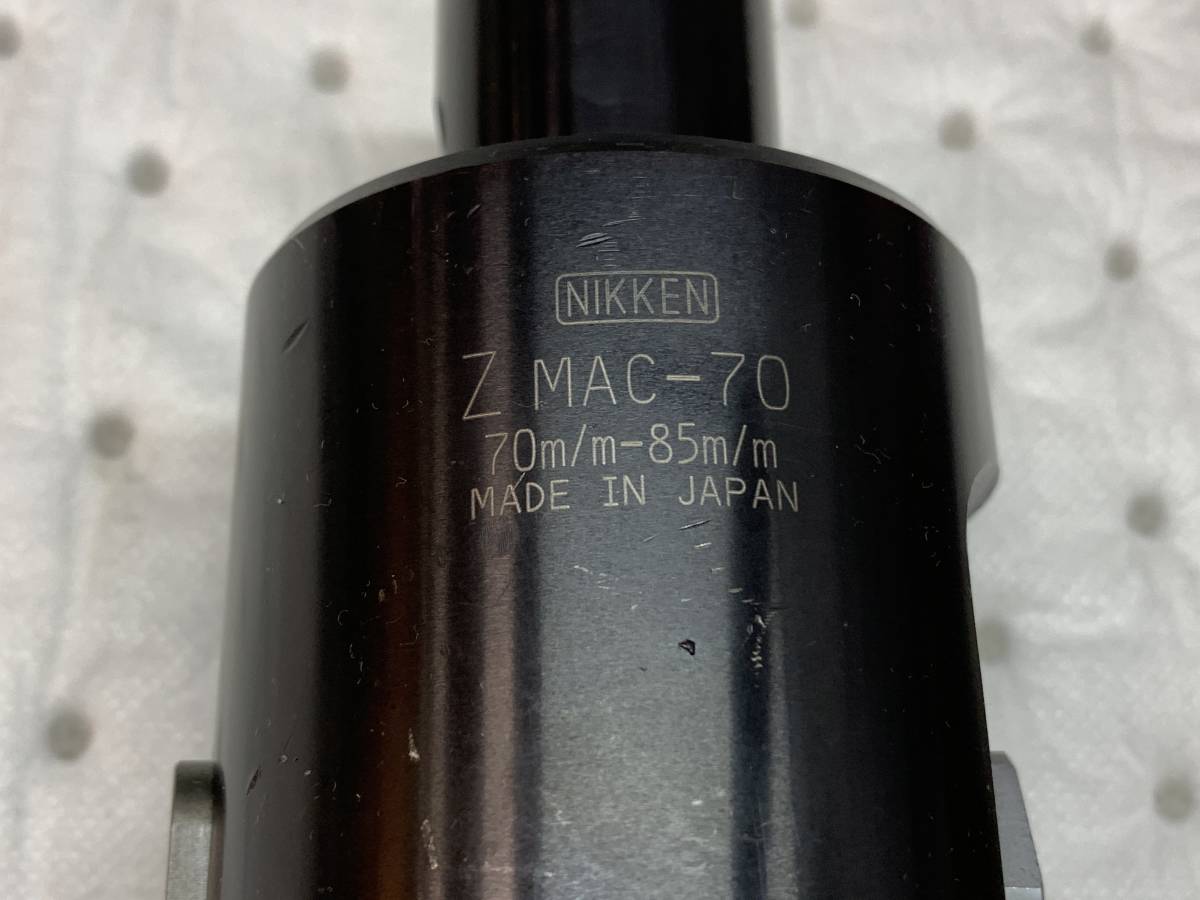 NIKKEN
Z MAC-70
70m/m-85m/m
MADE IN JAPAN